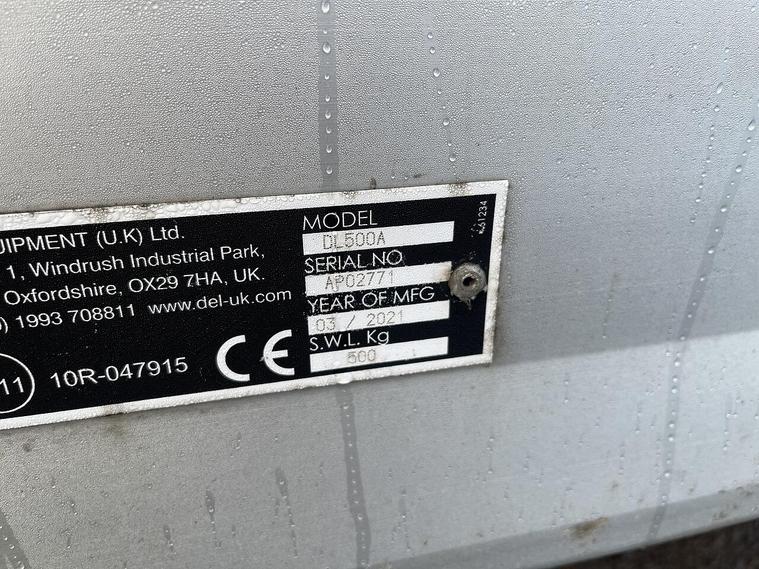 UIPMENT (U.K) Ltd.
1, Windrush Industrial Park,
Oxfordshire, OX29 7HA, UK.
) 1993 708811 www.del-uk.com
11
10R-047915
CE
MODEL
DL500A
SERIAL NO
AP02771
YEAR OF MFG
03 / 2021
S.W.L. Kg
500